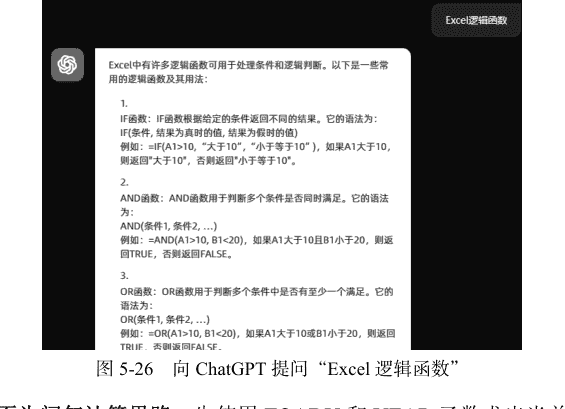 Excel逻辑函数
Excel中有许多逻辑函数可用于处理条件和逻辑判断。以下是一些常
用的逻辑函数及其用法：
1.
IF函数：IF函数根据给定的条件返回不同的结果。它的语法为：
IF(条件, 结果为真时的值, 结果为假时的值)
例如：=IF(A1>10, “大于10”, “小于等于10” )，如果A1大于10，
则返回"大于10"，否则返回"小于等于10"。
2.
AND函数：AND函数用于判断多个条件是否同时满足。它的语法
为：
AND(条件1, 条件2, ...)
例如：=AND(A1>10, B1<20)，如果A1大于10且B1小于20，则返
回TRUE，否则返回FALSE。
3.
OR函数：OR函数用于判断多个条件中是否有至少一个满足。它的
语法为：
OR(条件1, 条件2, ...)
例如：=OR(A1>10, B1<20)，如果A1大于10或B1小于20，则返回
TRUE，否则返回FALSE。
图 5-26 向 ChatGPT 提问“Excel 逻辑函数”